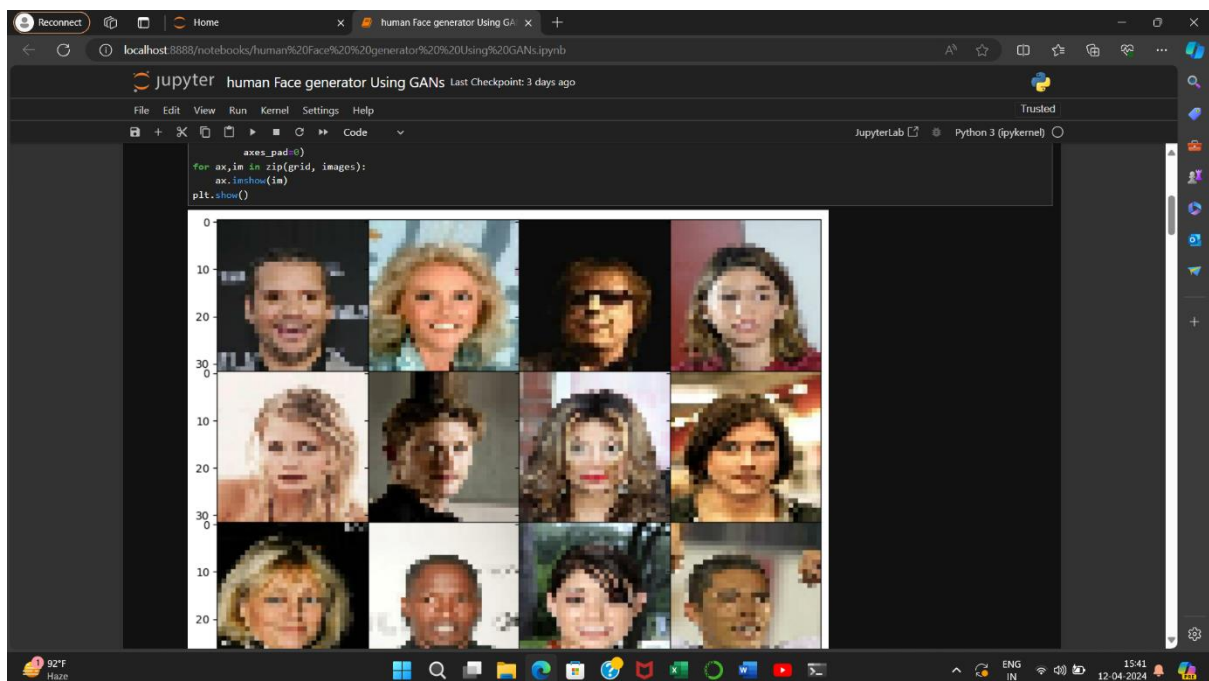 Reconnect
Home
human Face generator Using GA
localhost:8888/notebooks/human%20Face%20%20generator%20%20Using%20GANs.ipynb
jupyter human Face generator Using GANs Last Checkpoint: 3 days ago
File Edit View Run Kernel Settings Help
Trusted
Code
JupyterLab
Python 3 (ipykernel)
axes_pad=0)
for ax,im in zip(grid, images):
ax.imshow(im)
plt.show()
0
10
20
30
0
10
20
30
0
10
20
1
92°F
Haze
ENG
IN
15:41
12-04-2024